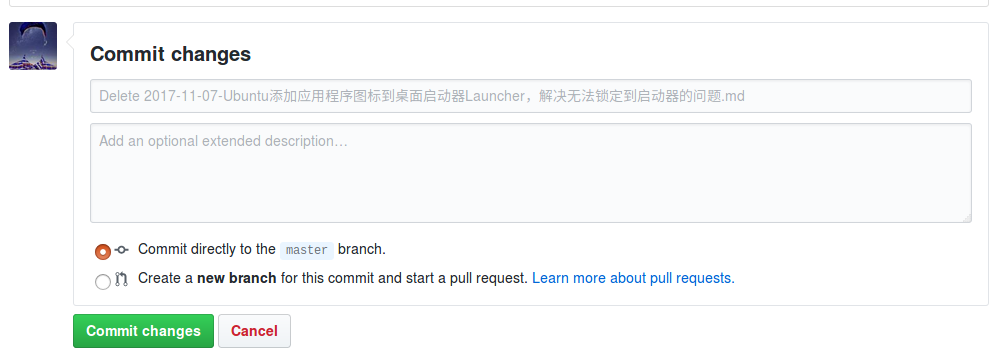 Commit changes
Delete 2017-11-07-Ubuntu添加应用程序图标到桌面启动器Launcher，解决无法锁定到启动器的问题.md
Add an optional extended description…
Commit directly to the master branch.
Create a new branch for this commit and start a pull request. Learn more about pull requests.
Commit changes Cancel